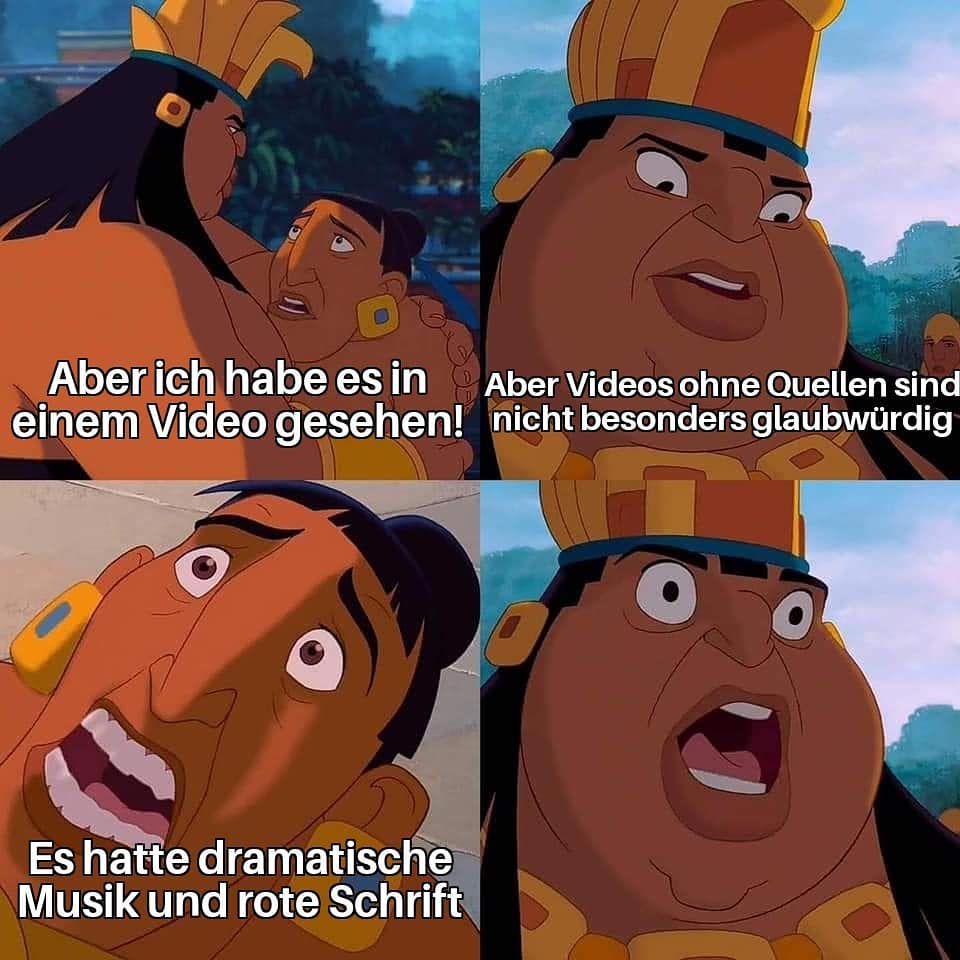 Aber ich habe es in
einem Video gesehen!
Aber Videos ohne Quellen sind
nicht besonders glaubwürdig
Es hatte dramatische
Musik und rote Schrift